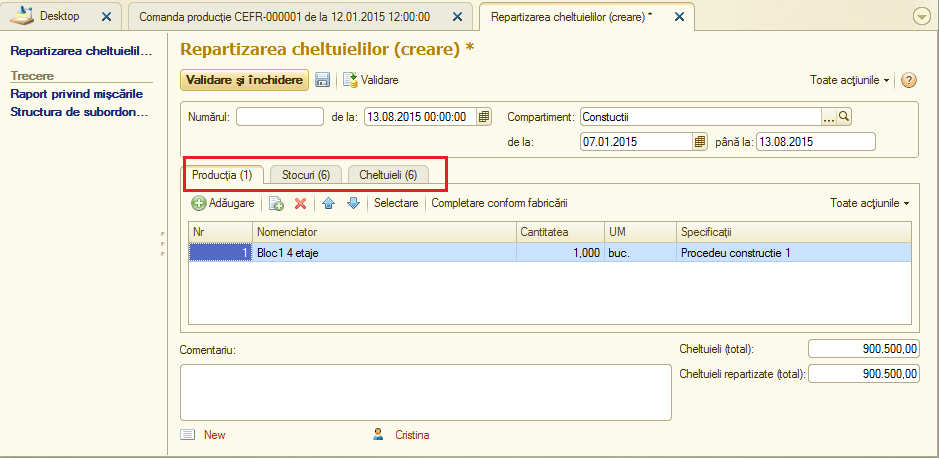 Desktop Comanda producție CEFR-000001 de la 12.01.2015 12:00:00 Repartizarea cheltuielilor (creare) *
Repartizarea cheltuielil...
Trecere
Raport privind mișcările
Structura de subordon...
Repartizarea cheltuielilor (creare) *
Validare și închidere Validare Toate acțiunile
Numărul: de la: 13.08.2015 00:00:00 Compartiment: Constuctii ...
de la: 07.01.2015 până la: 13.08.2015
Producția (1) Stocuri (6) Cheltuieli (6)
Adăugare Selectare Completare conform fabricării Toate acțiunile
Nr Nomenclator Cantitatea UM Specificații
1 Bloc1 4 etaje 1,000 buc. Procedeu constructie 1
Comentariu:
Cheltuieli (total): 900.500,00
Cheltuieli repartizate (total): 900.500,00
New Cristina